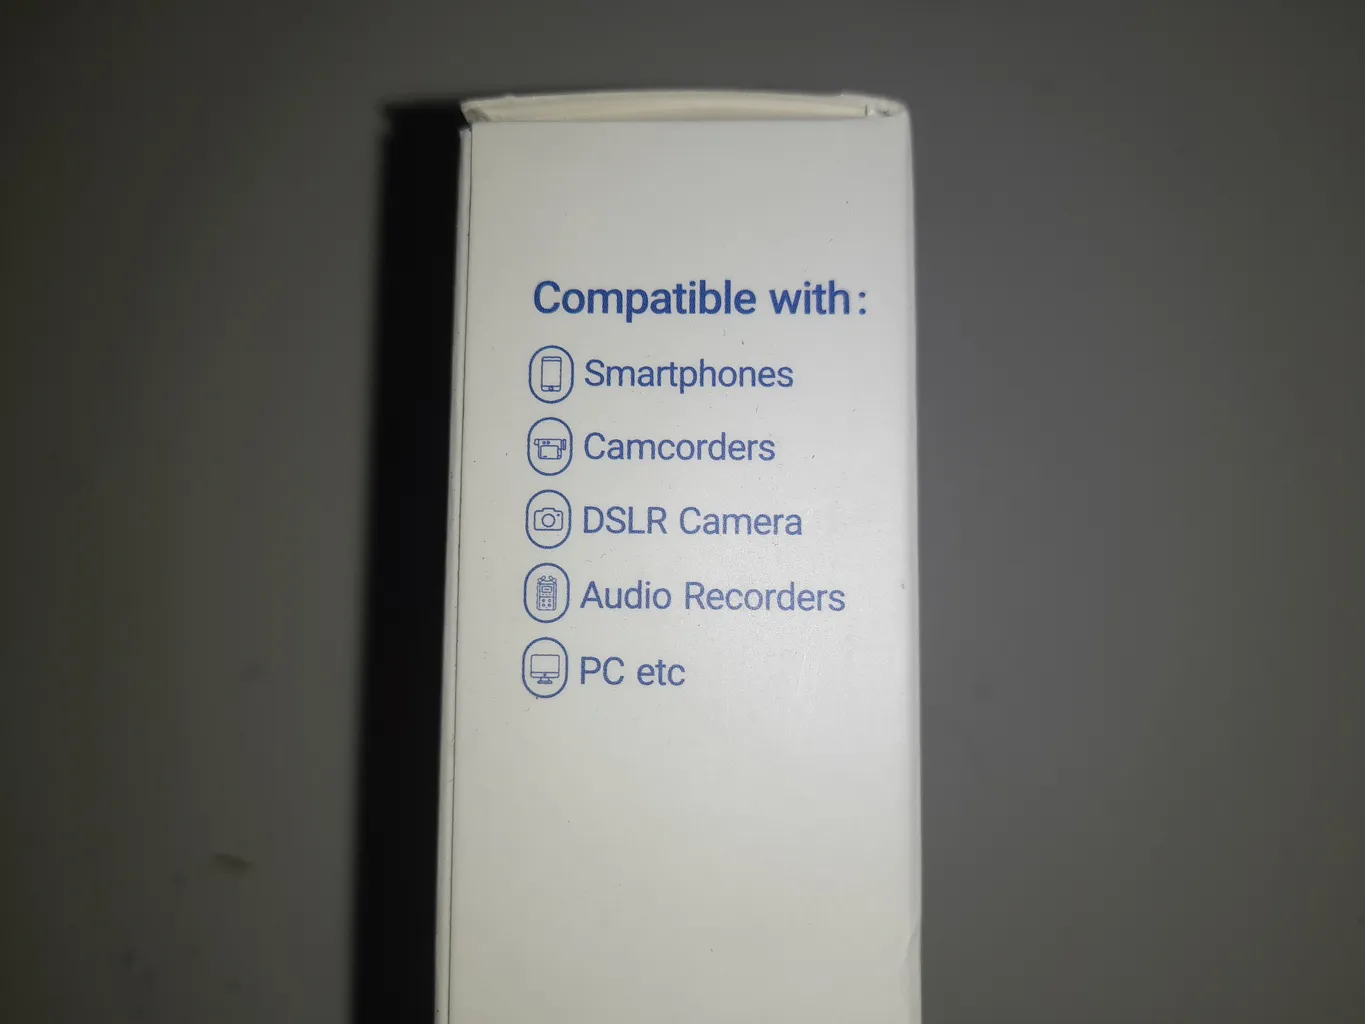 Compatible with:
Smartphones
Camcorders
DSLR Camera
Audio Recorders
PC etc